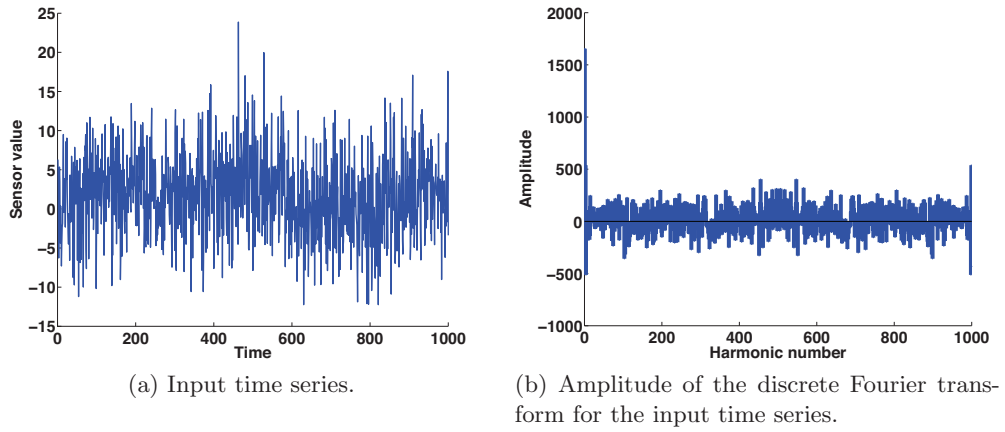 25
20
15
10
5
0
−5
−10
−15
0 200 400 600 800 1000
Sensor value
Time
(a) Input time series.
2000
1500
1000
500
0
−500
−1000
0 200 400 600 800 1000
Amplitude
Harmonic number
(b) Amplitude of the discrete Fourier trans-
form for the input time series.